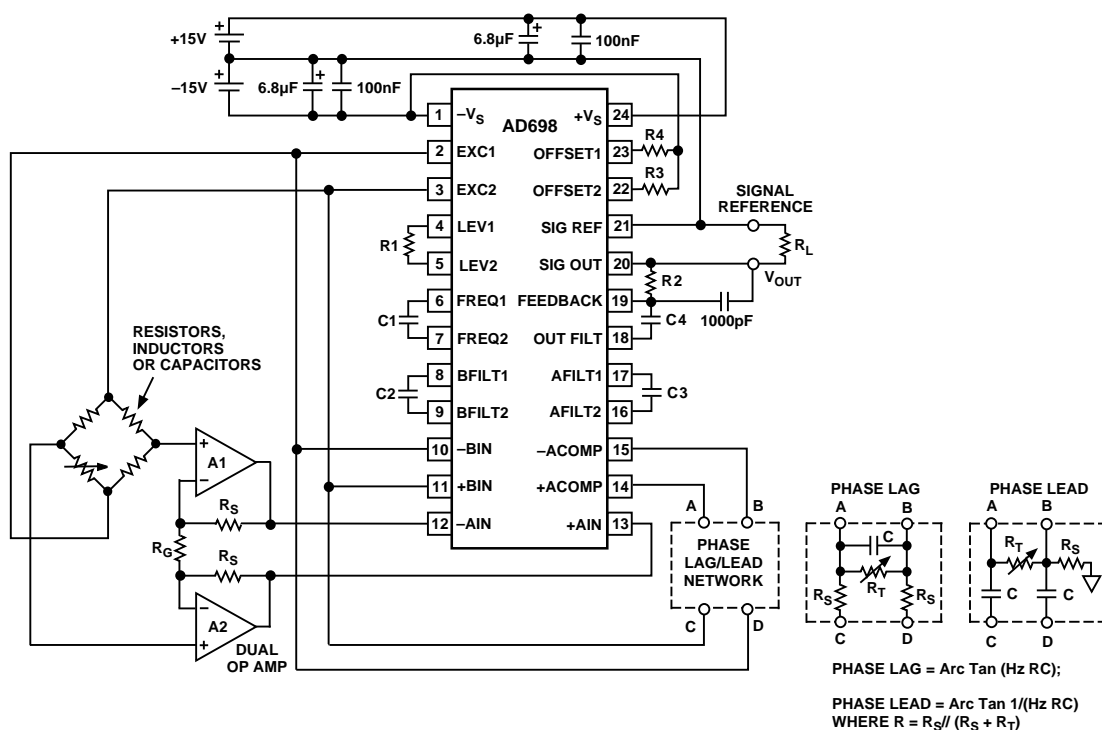 +15V
–15V
6.8µF
100nF
6.8µF
100nF
AD698
1 –VS
2 EXC1
3 EXC2
4 LEV1
5 LEV2
6 FREQ1
7 FREQ2
8 BFILT1
9 BFILT2
10 –BIN
11 +BIN
12 –AIN
+VS 24
OFFSET1 23
OFFSET2 22
SIG REF 21
SIG OUT 20
FEEDBACK 19
OUT FILT 18
AFILT1 17
AFILT2 16
–ACOMP 15
+ACOMP 14
+AIN 13
R1
C1
C2
R4
R3
SIGNAL
REFERENCE
RL
VOUT
R2
C4
1000pF
C3
RESISTORS,
INDUCTORS
OR CAPACITORS
+
A1
–
RS
RG
RS
–
A2
+
DUAL
OP AMP
A B
PHASE
LAG/LEAD
NETWORK
C D
PHASE LAG
A B
C
RT
RS RS
C D
PHASE LEAD
A B
RT RS
C C
C D
PHASE LAG = Arc Tan (Hz RC);
PHASE LEAD = Arc Tan 1/(Hz RC)
WHERE R = RS// (RS + RT)